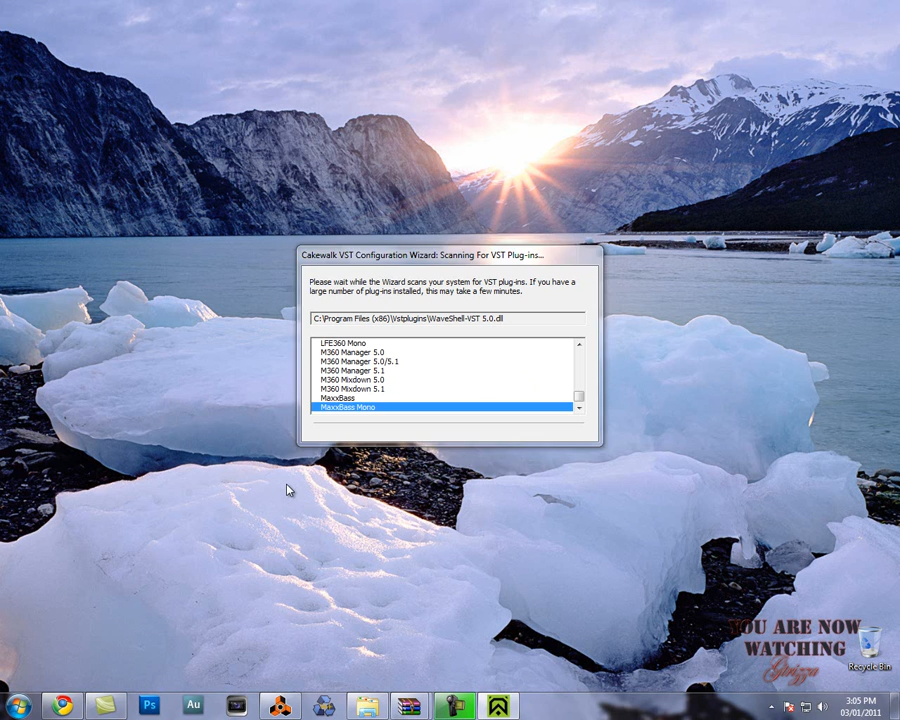 Cakewalk VST Configuration Wizard: Scanning For VST Plug-ins...
Please wait while the Wizard scans your system for VST plug-ins. If you have a
large number of plug-ins installed, this may take a few minutes.
C:\Program Files (x86)\Vstplugins\WaveShell-VST 5.0.dll
LFE360 Mono
M360 Manager 5.0
M360 Manager 5.0/5.1
M360 Manager 5.1
M360 Mixdown 5.0
M360 Mixdown 5.1
MaxxBass
MaxxBass Mono
YOU ARE NOW
WATCHING
Recycle Bin
Ps
Au
3:05 PM
03/01/2011